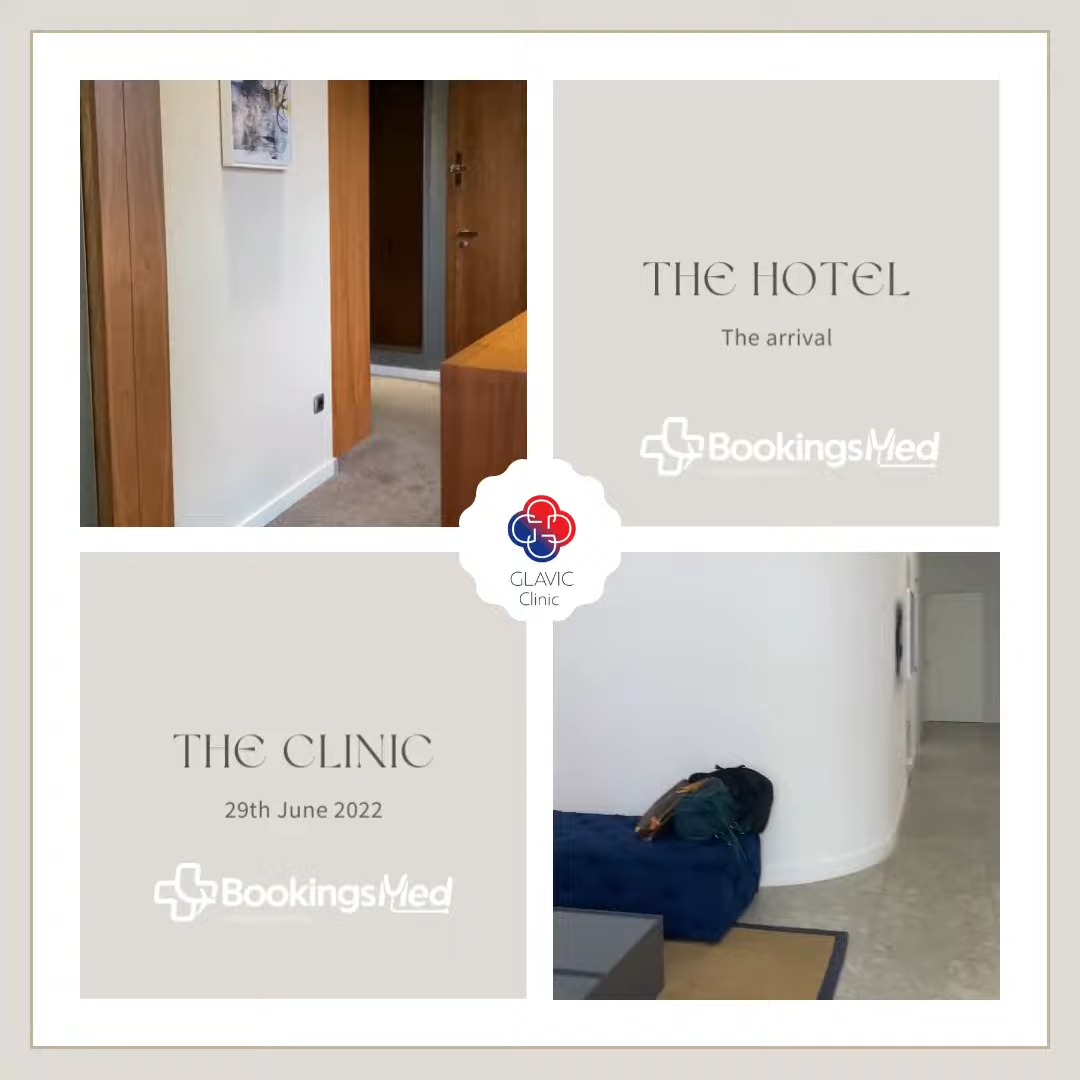 THE HOTEL
The arrival
BookingsMed
GLAVIC
Clinic
THE CLINIC
29th June 2022
BookingsMed